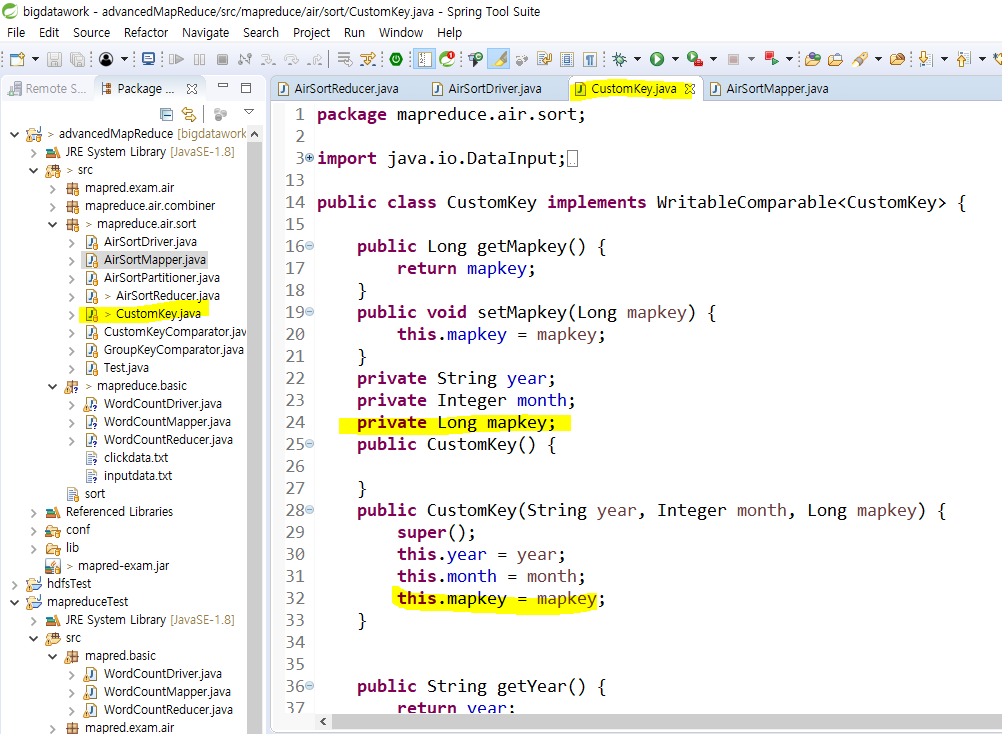 bigdatawork - advancedMapReduce/src/mapreduce/air/sort/CustomKey.java - Spring Tool Suite
File Edit Source Refactor Navigate Search Project Run Window Help
Remote S... Package ...
AirSortReducer.java AirSortDriver.java CustomKey.java AirSortMapper.java
> advancedMapReduce [bigdatawork
JRE System Library [JavaSE-1.8]
> src
mapred.exam.air
mapreduce.air.combiner
> mapreduce.air.sort
AirSortDriver.java
AirSortMapper.java
AirSortPartitioner.java
> AirSortReducer.java
> CustomKey.java
CustomKeyComparator.jav
GroupKeyComparator.java
Test.java
> mapreduce.basic
WordCountDriver.java
WordCountMapper.java
WordCountReducer.java
clickdata.txt
inputdata.txt
sort
Referenced Libraries
> conf
> lib
> mapred-exam.jar
hdfsTest
mapreduceTest
JRE System Library [JavaSE-1.8]
src
mapred.basic
WordCountDriver.java
WordCountMapper.java
WordCountReducer.java
mapred.exam.air
1 package mapreduce.air.sort;
2
3 import java.io.DataInput;
13
14 public class CustomKey implements WritableComparable<CustomKey> {
15
16 public Long getMapkey() {
17 return mapkey;
18 }
19 public void setMapkey(Long mapkey) {
20 this.mapkey = mapkey;
21 }
22 private String year;
23 private Integer month;
24 private Long mapkey;
25 public CustomKey() {
26
27 }
28 public CustomKey(String year, Integer month, Long mapkey) {
29 super();
30 this.year = year;
31 this.month = month;
32 this.mapkey = mapkey;
33 }
34
35
36 public String getYear() {
37 return year;